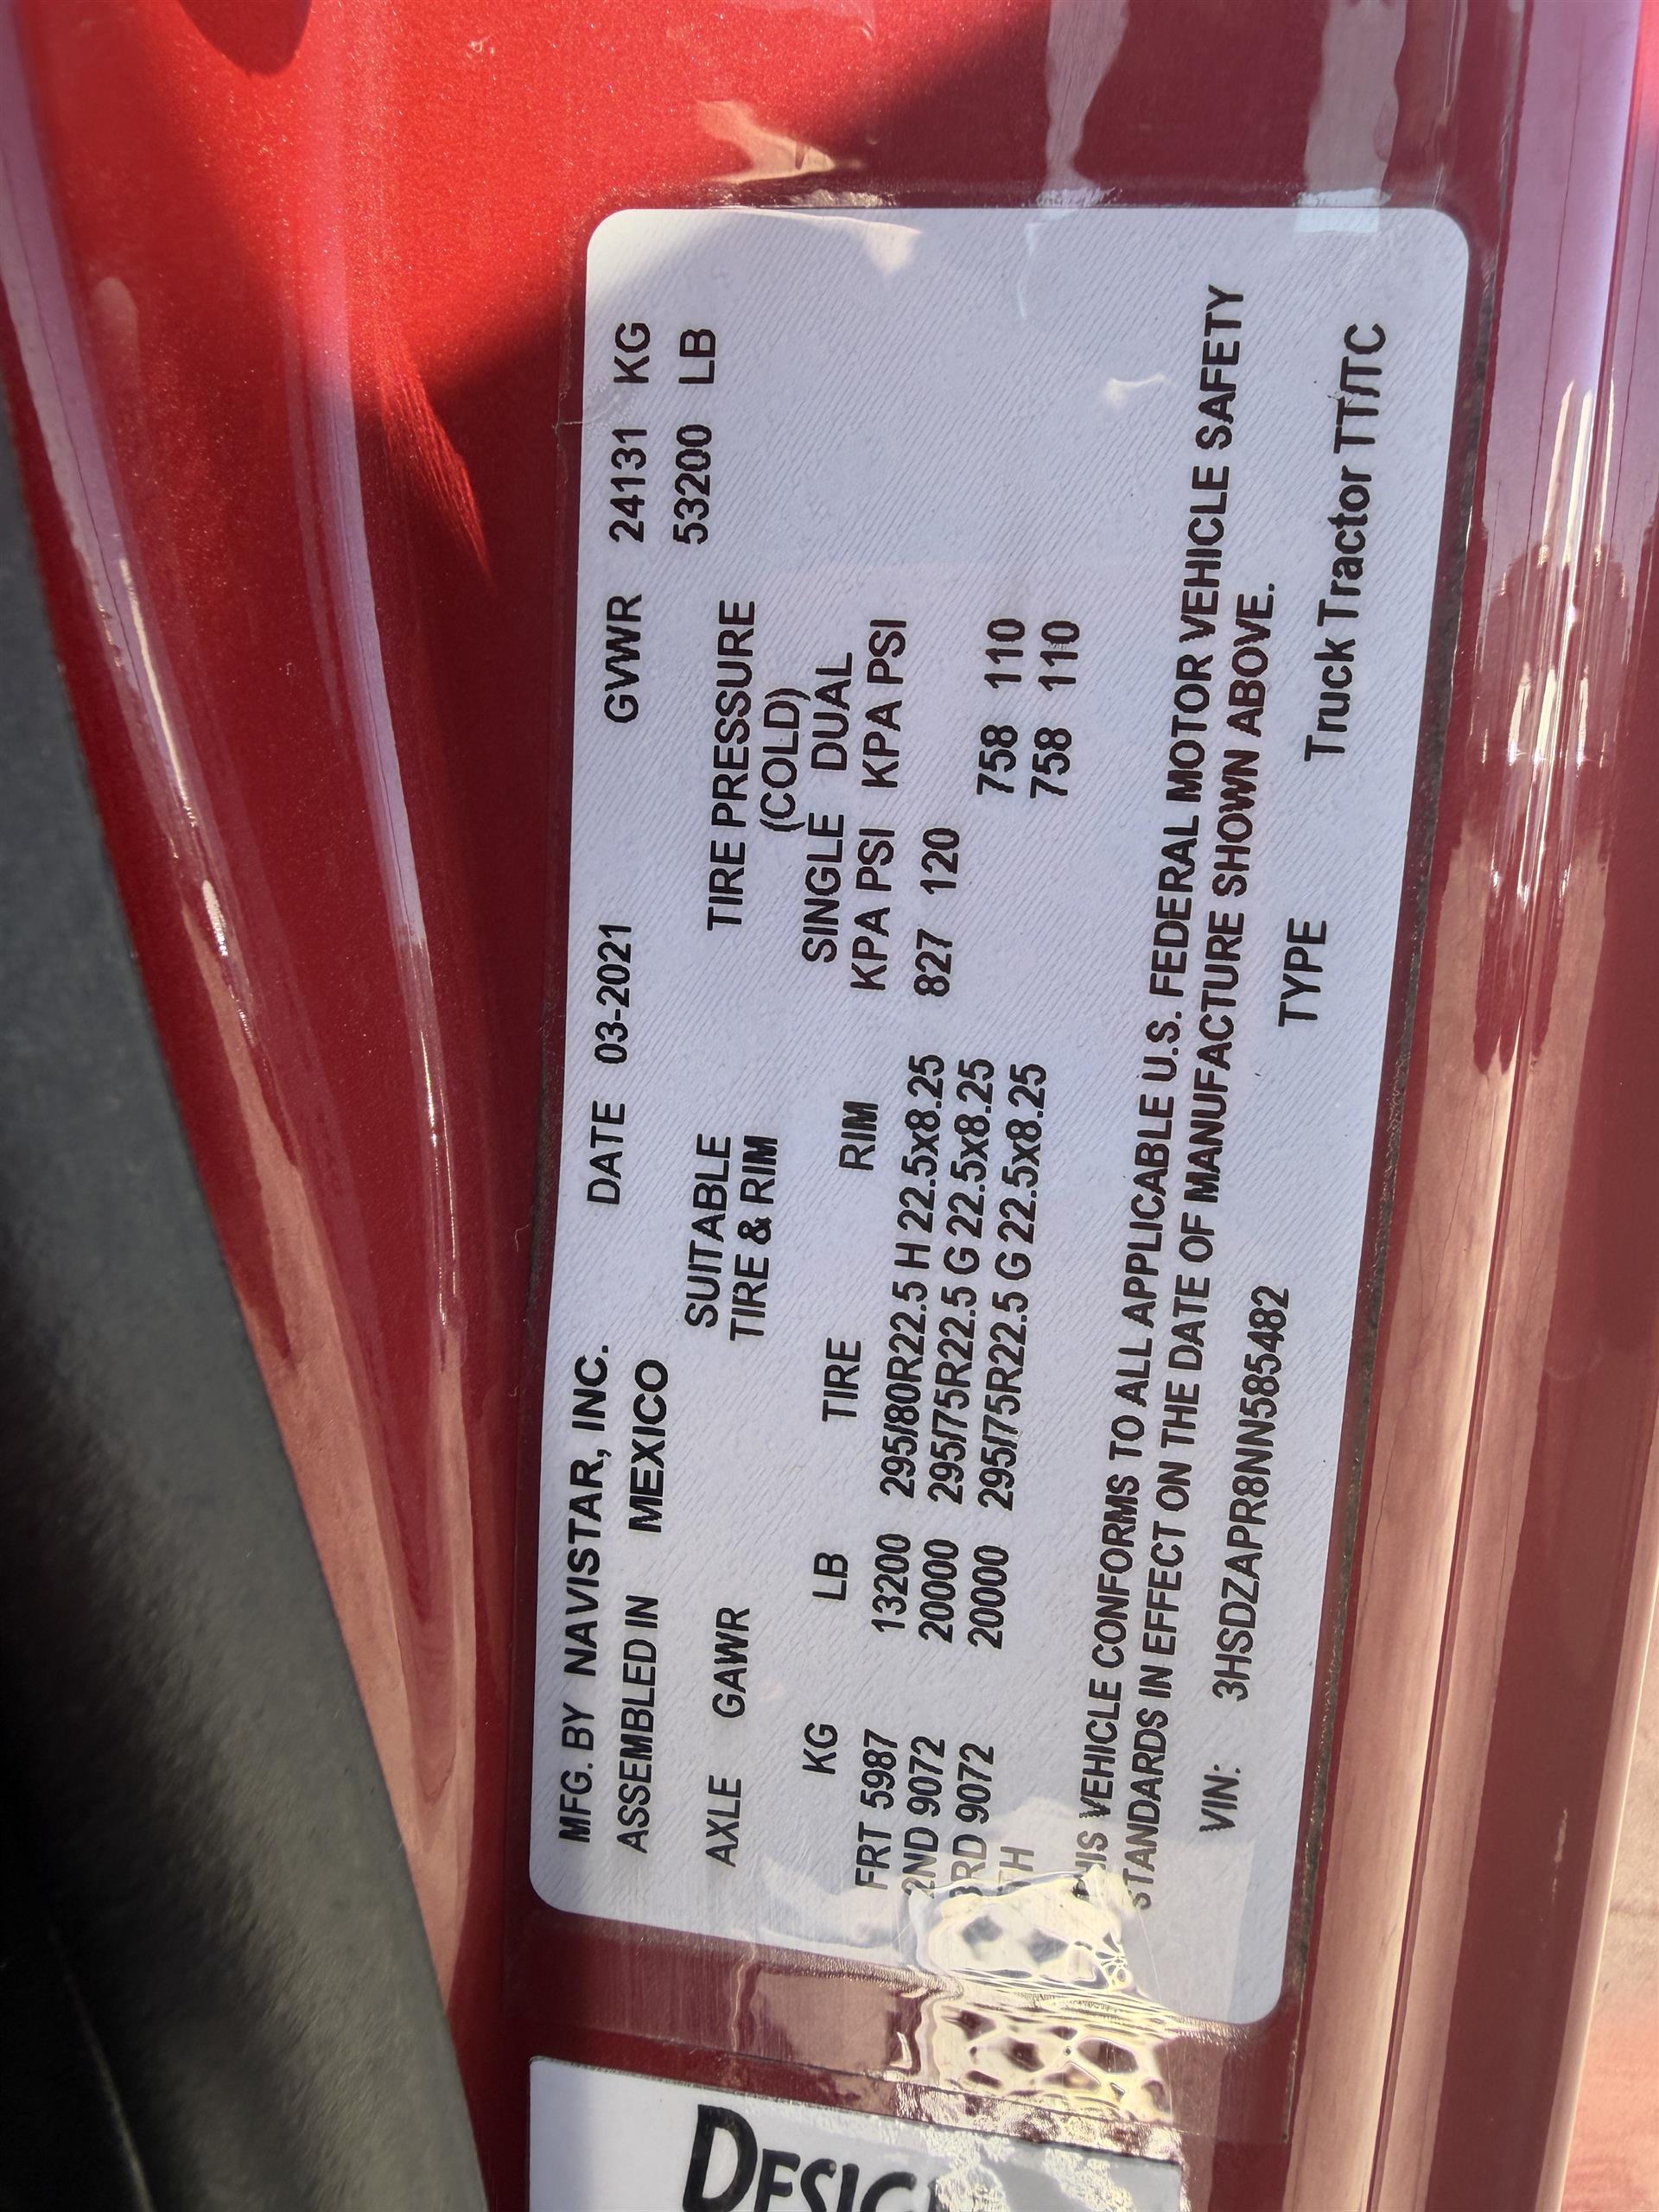 MFG. BY NAVISTAR, INC. DATE 03-2021 GVWR 24131 KG
ASSEMBLED IN MEXICO 53200 LB
AXLE GAWR SUITABLE TIRE PRESSURE
TIRE & RIM (COLD)
SINGLE DUAL
KG LB TIRE RIM KPA PSI KPA PSI
FRT 5987 13200 295/80R22.5 H 22.5x8.25 827 120
2ND 9072 20000 295/75R22.5 G 22.5x8.25 758 110
3RD 9072 20000 295/75R22.5 G 22.5x8.25 758 110
THIS VEHICLE CONFORMS TO ALL APPLICABLE U.S. FEDERAL MOTOR VEHICLE SAFETY
STANDARDS IN EFFECT ON THE DATE OF MANUFACTURE SHOWN ABOVE.
VIN: 3HSDZAPR8NN585482 TYPE Truck Tractor TT/TC